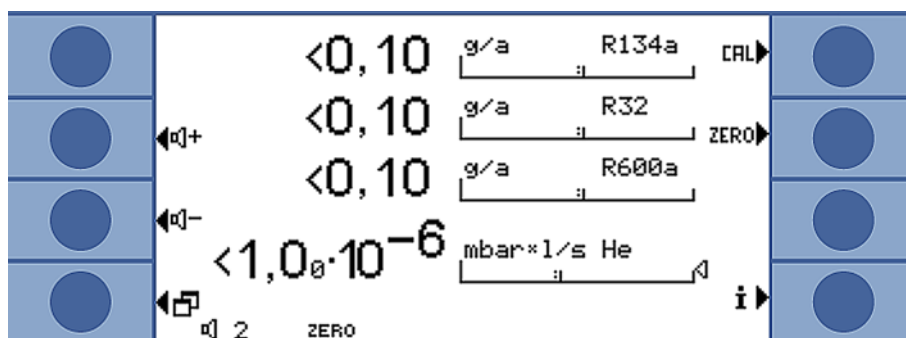 <0,10 g/a R134a CAL
<0,10 g/a R32 ZERO
+
<0,10 g/a R600a
-
<1,0₀·10⁻⁶ mbar*l/s He
i
2 ZERO